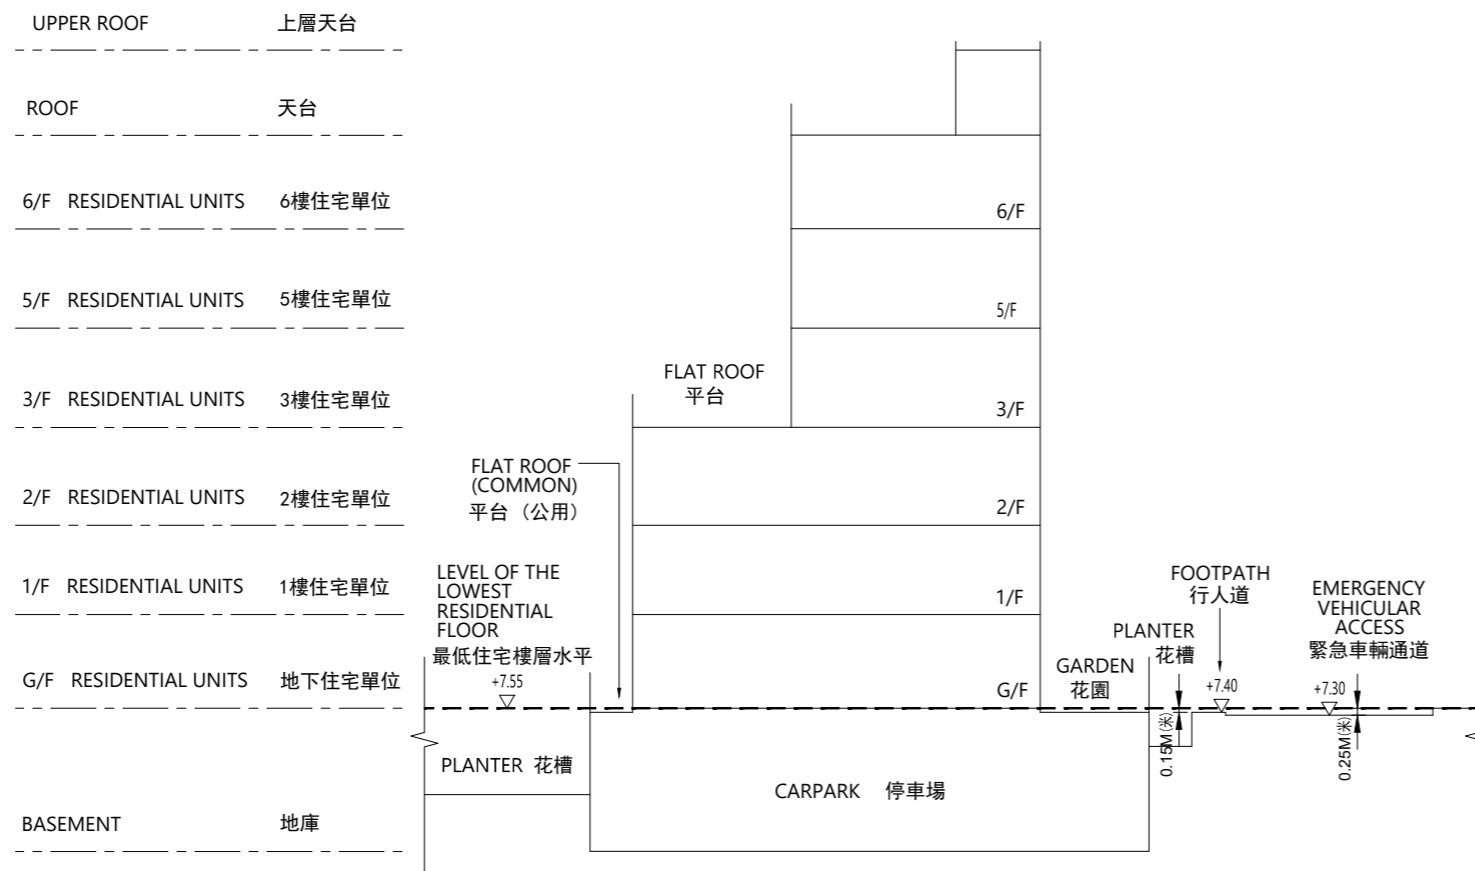 UPPER ROOF 上層天台
ROOF 天台
6/F RESIDENTIAL UNITS 6樓住宅單位
6/F
5/F RESIDENTIAL UNITS 5樓住宅單位
5/F
FLAT ROOF
平台
3/F RESIDENTIAL UNITS 3樓住宅單位
3/F
FLAT ROOF
(COMMON)
平台（公用）
2/F RESIDENTIAL UNITS 2樓住宅單位
2/F
1/F RESIDENTIAL UNITS 1樓住宅單位
LEVEL OF THE
LOWEST
RESIDENTIAL
FLOOR
最低住宅樓層水平
+7.55
1/F
FOOTPATH
行人道
+7.40
EMERGENCY
VEHICULAR
ACCESS
緊急車輛通道
+7.30
PLANTER
花槽
GARDEN
花園
G/F RESIDENTIAL UNITS 地下住宅單位
G/F
0.15M(米)
0.25M(米)
PLANTER 花槽
CARPARK 停車場
BASEMENT 地庫